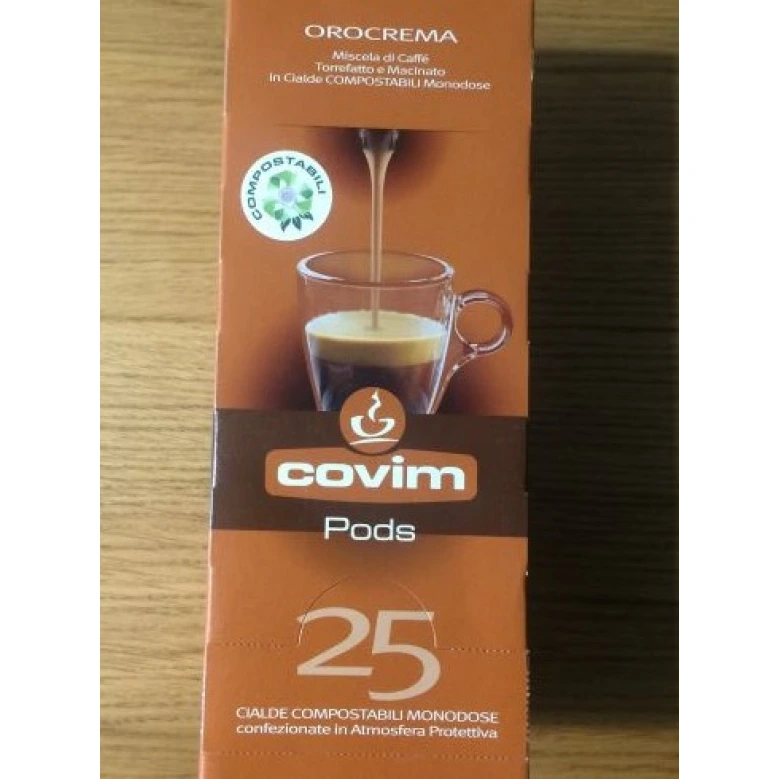 OROCREMA
Miscela di Caffé
Torrefatto e Macinato
in Cialde COMPOSTABILI Monodose
COMPOSTABILI
covim
Pods
25
CIALDE COMPOSTABILI MONODOSE
confezionate in Atmosfera Protettiva